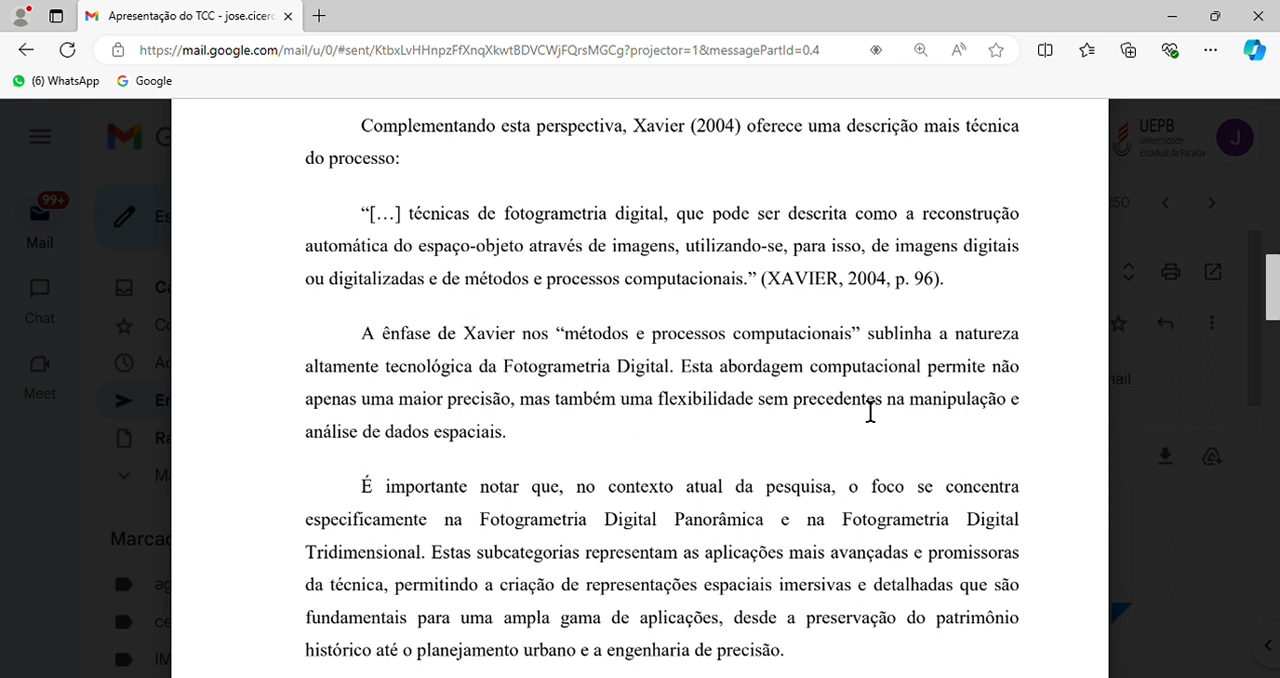 Apresentação do TCC - jose.cicer
https://mail.google.com/mail/u/0/#sent/KtbxLvHHnpzFfXnqXkwtBDVCWjFQrsMGCg?projector=1&messagePartId=0.4
(6) WhatsApp Google
UEPB
Universidade
Estadual da Paraíba
J
Complementando esta perspectiva, Xavier (2004) oferece uma descrição mais técnica
do processo:
99+
Mail
“[…] técnicas de fotogrametria digital, que pode ser descrita como a reconstrução
automática do espaço-objeto através de imagens, utilizando-se, para isso, de imagens digitais
ou digitalizadas e de métodos e processos computacionais.” (XAVIER, 2004, p. 96).
Chat
A ênfase de Xavier nos “métodos e processos computacionais” sublinha a natureza
altamente tecnológica da Fotogrametria Digital. Esta abordagem computacional permite não
Meet
apenas uma maior precisão, mas também uma flexibilidade sem precedentes na manipulação e
análise de dados espaciais.
É importante notar que, no contexto atual da pesquisa, o foco se concentra
especificamente na Fotogrametria Digital Panorâmica e na Fotogrametria Digital
Marcad
Tridimensional. Estas subcategorias representam as aplicações mais avançadas e promissoras
da técnica, permitindo a criação de representações espaciais imersivas e detalhadas que são
fundamentais para uma ampla gama de aplicações, desde a preservação do patrimônio
histórico até o planejamento urbano e a engenharia de precisão.